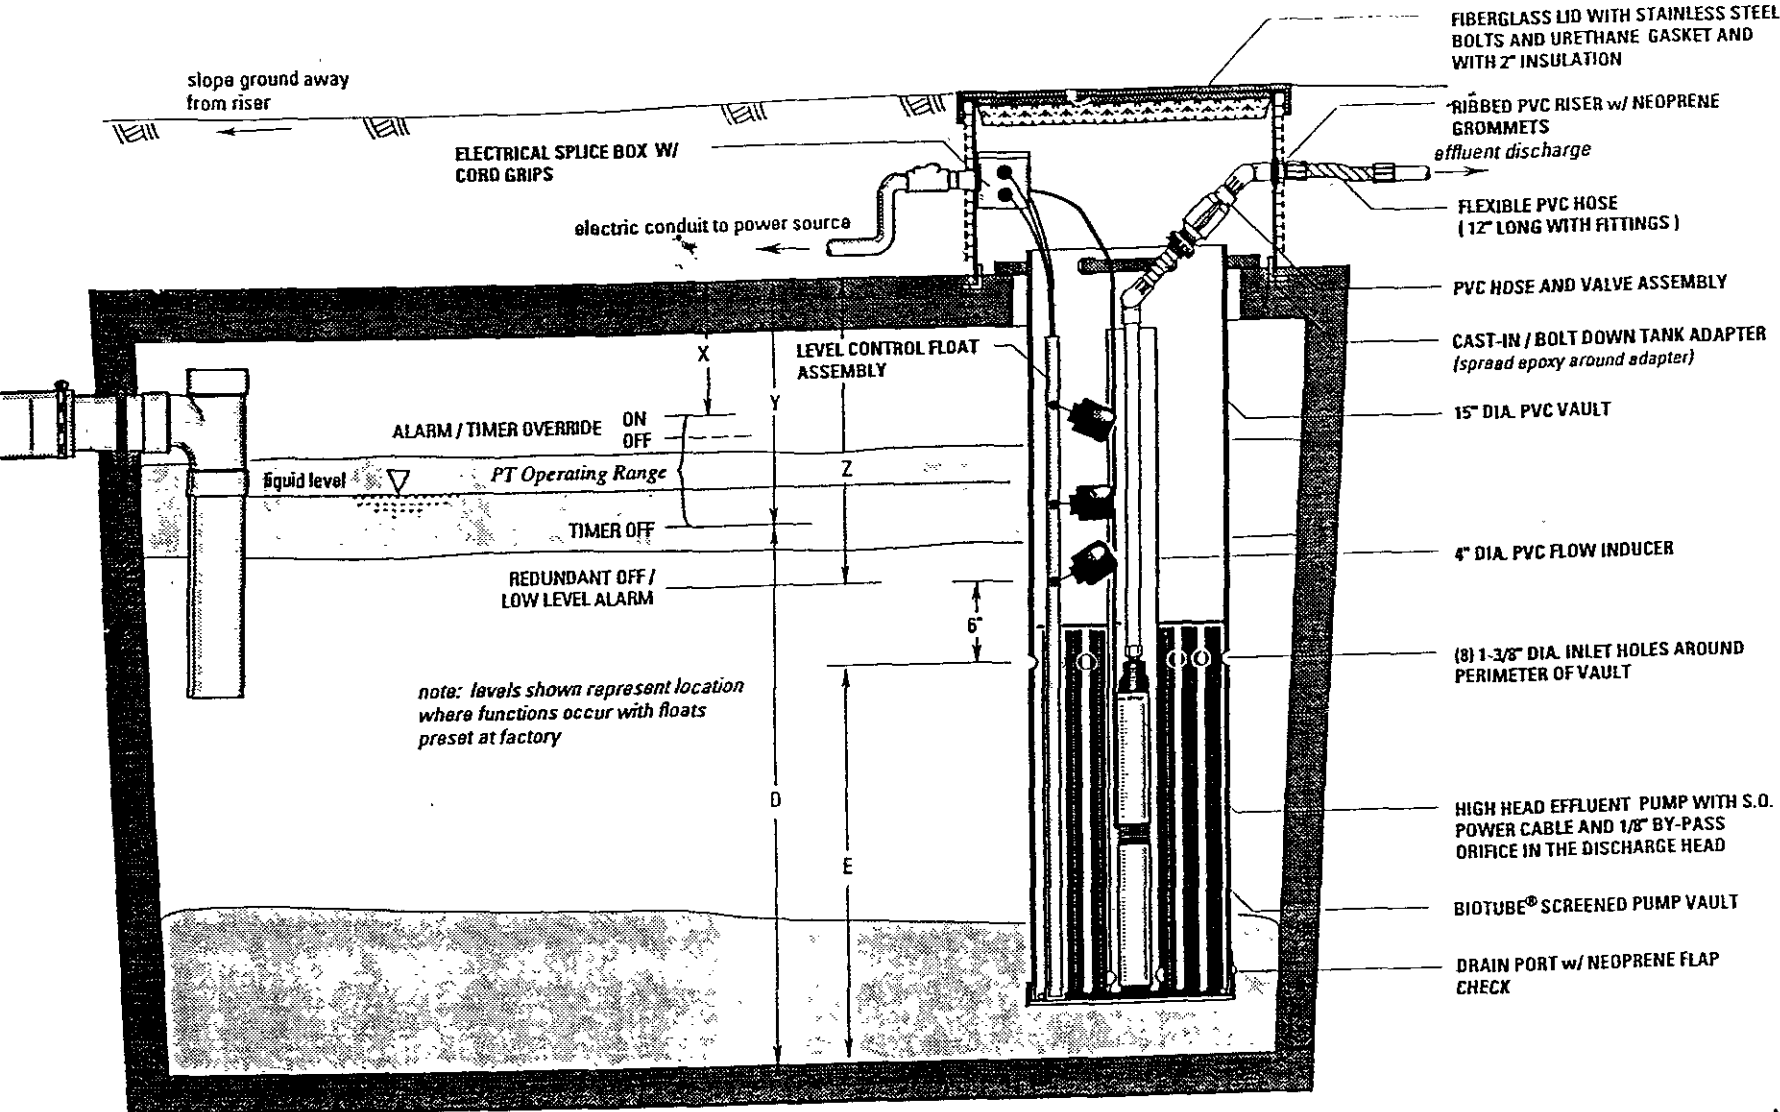 FIBERGLASS LID WITH STAINLESS STEEL
BOLTS AND URETHANE GASKET AND
WITH 2" INSULATION
slope ground away
from riser
RIBBED PVC RISER w/ NEOPRENE
GROMMETS
effluent discharge
ELECTRICAL SPLICE BOX W/
CORD GRIPS
FLEXIBLE PVC HOSE
(12" LONG WITH FITTINGS)
electric conduit to power source
PVC HOSE AND VALVE ASSEMBLY
CAST-IN / BOLT DOWN TANK ADAPTER
(spread epoxy around adapter)
X
LEVEL CONTROL FLOAT
ASSEMBLY
Y
15" DIA. PVC VAULT
ALARM / TIMER OVERRIDE ON
OFF
Z
liquid level
PT Operating Range
TIMER OFF
4" DIA. PVC FLOW INDUCER
REDUNDANT OFF /
LOW LEVEL ALARM
6"
(8) 1-3/8" DIA. INLET HOLES AROUND
PERIMETER OF VAULT
note: levels shown represent location
where functions occur with floats
preset at factory
D
HIGH HEAD EFFLUENT PUMP WITH S.O.
POWER CABLE AND 1/8" BY-PASS
ORIFICE IN THE DISCHARGE HEAD
E
BIOTUBE® SCREENED PUMP VAULT
DRAIN PORT w/ NEOPRENE FLAP
CHECK